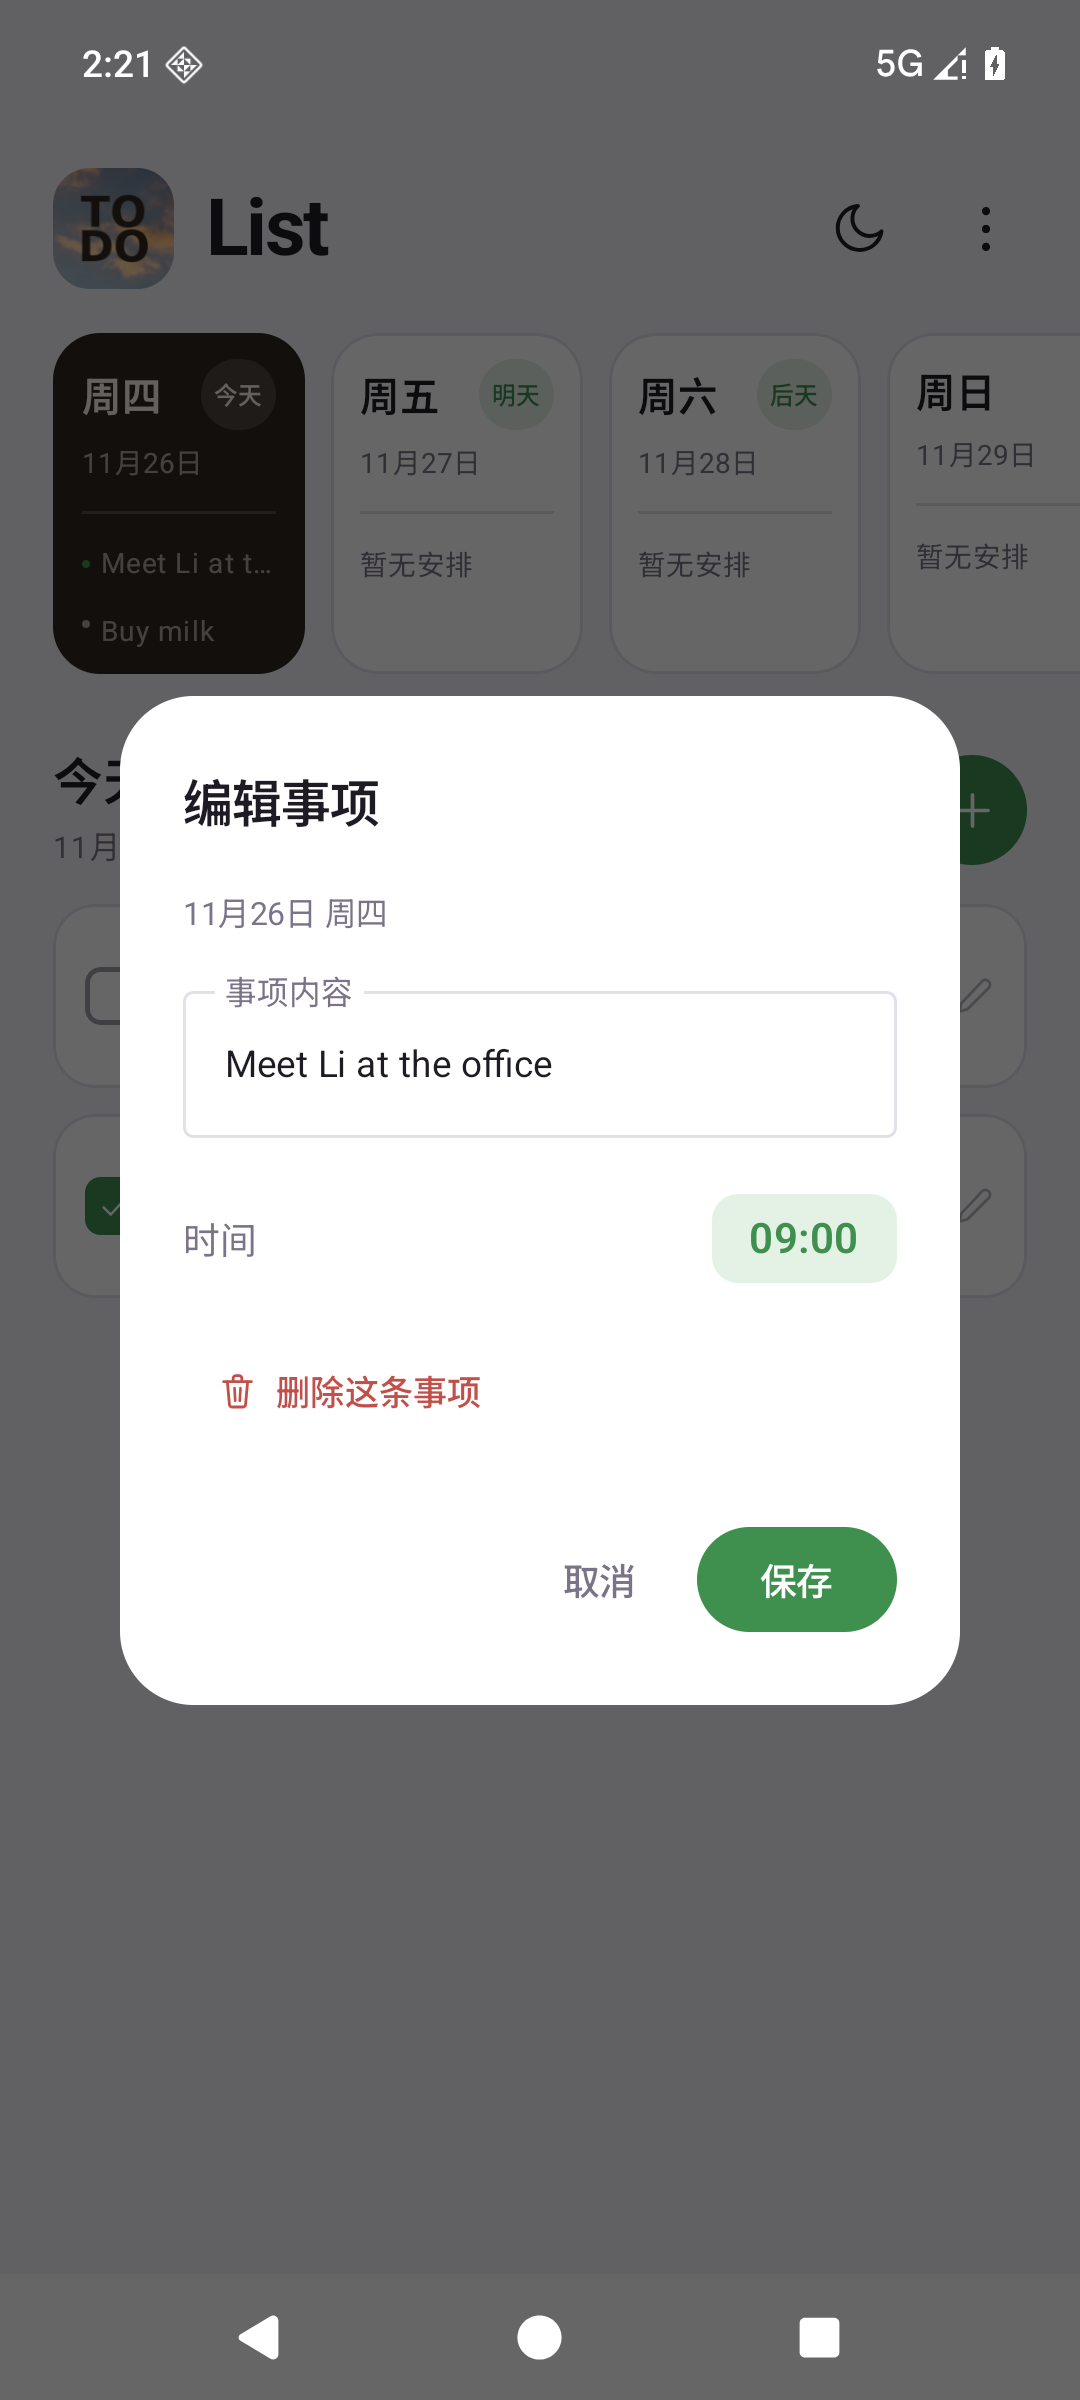 2:21
5G
TO
DO
List
周四 今天
11月26日
Meet Li at t...
Buy milk
周五 明天
11月27日
暂无安排
周六 后天
11月28日
暂无安排
周日
11月29日
暂无安排
今天
11月
编辑事项
11月26日 周四
事项内容
Meet Li at the office
时间
09:00
删除这条事项
取消
保存